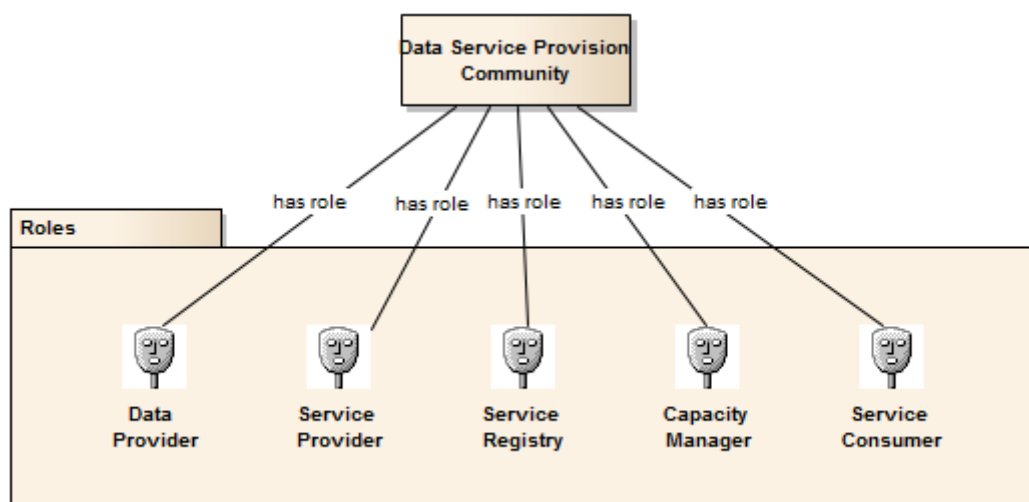 Data Service Provision
Community
has role
has role
has role
has role
has role
Roles
Data
Provider
Service
Provider
Service
Registry
Capacity
Manager
Service
Consumer